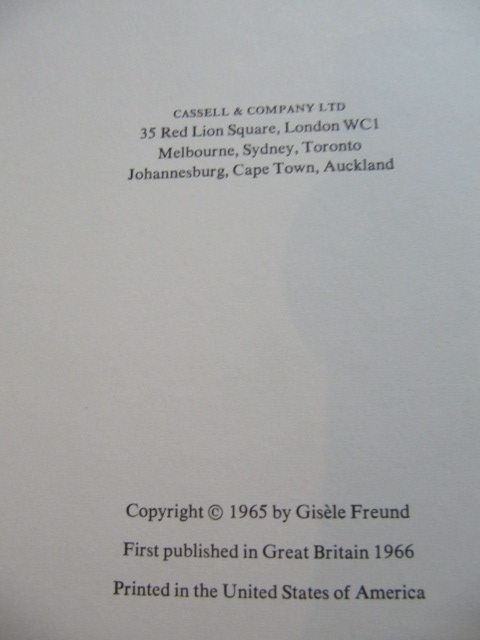 CASSELL & COMPANY LTD
35 Red Lion Square, London WC1
Melbourne, Sydney, Toronto
Johannesburg, Cape Town, Auckland
Copyright © 1965 by Gisèle Freund
First published in Great Britain 1966
Printed in the United States of America